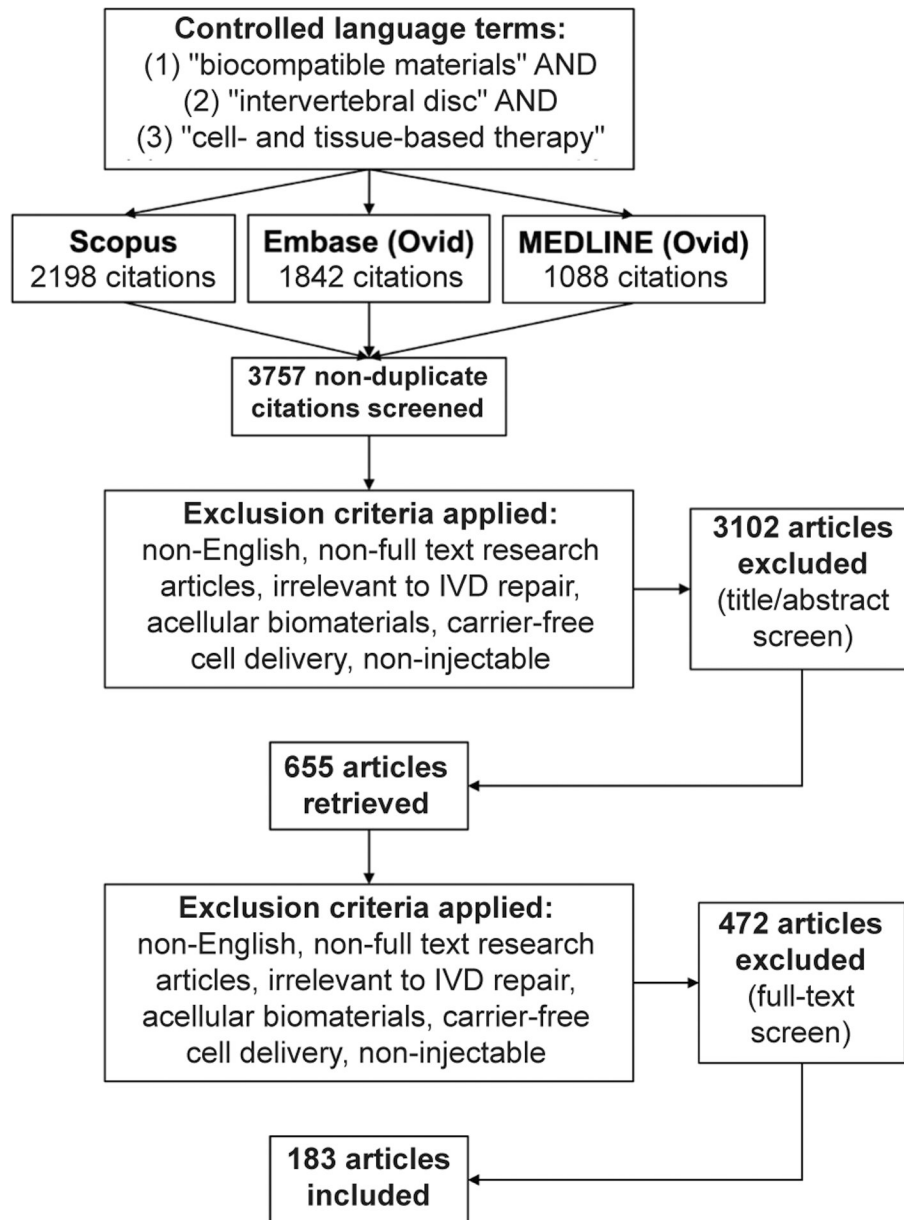 Controlled language terms:
(1) "biocompatible materials" AND
(2) "intervertebral disc" AND
(3) "cell- and tissue-based therapy"
Scopus
2198 citations
Embase (Ovid)
1842 citations
MEDLINE (Ovid)
1088 citations
3757 non-duplicate
citations screened
Exclusion criteria applied:
non-English, non-full text research
articles, irrelevant to IVD repair,
acellular biomaterials, carrier-free
cell delivery, non-injectable
3102 articles
excluded
(title/abstract
screen)
655 articles
retrieved
Exclusion criteria applied:
non-English, non-full text research
articles, irrelevant to IVD repair,
acellular biomaterials, carrier-free
cell delivery, non-injectable
472 articles
excluded
(full-text
screen)
183 articles
included